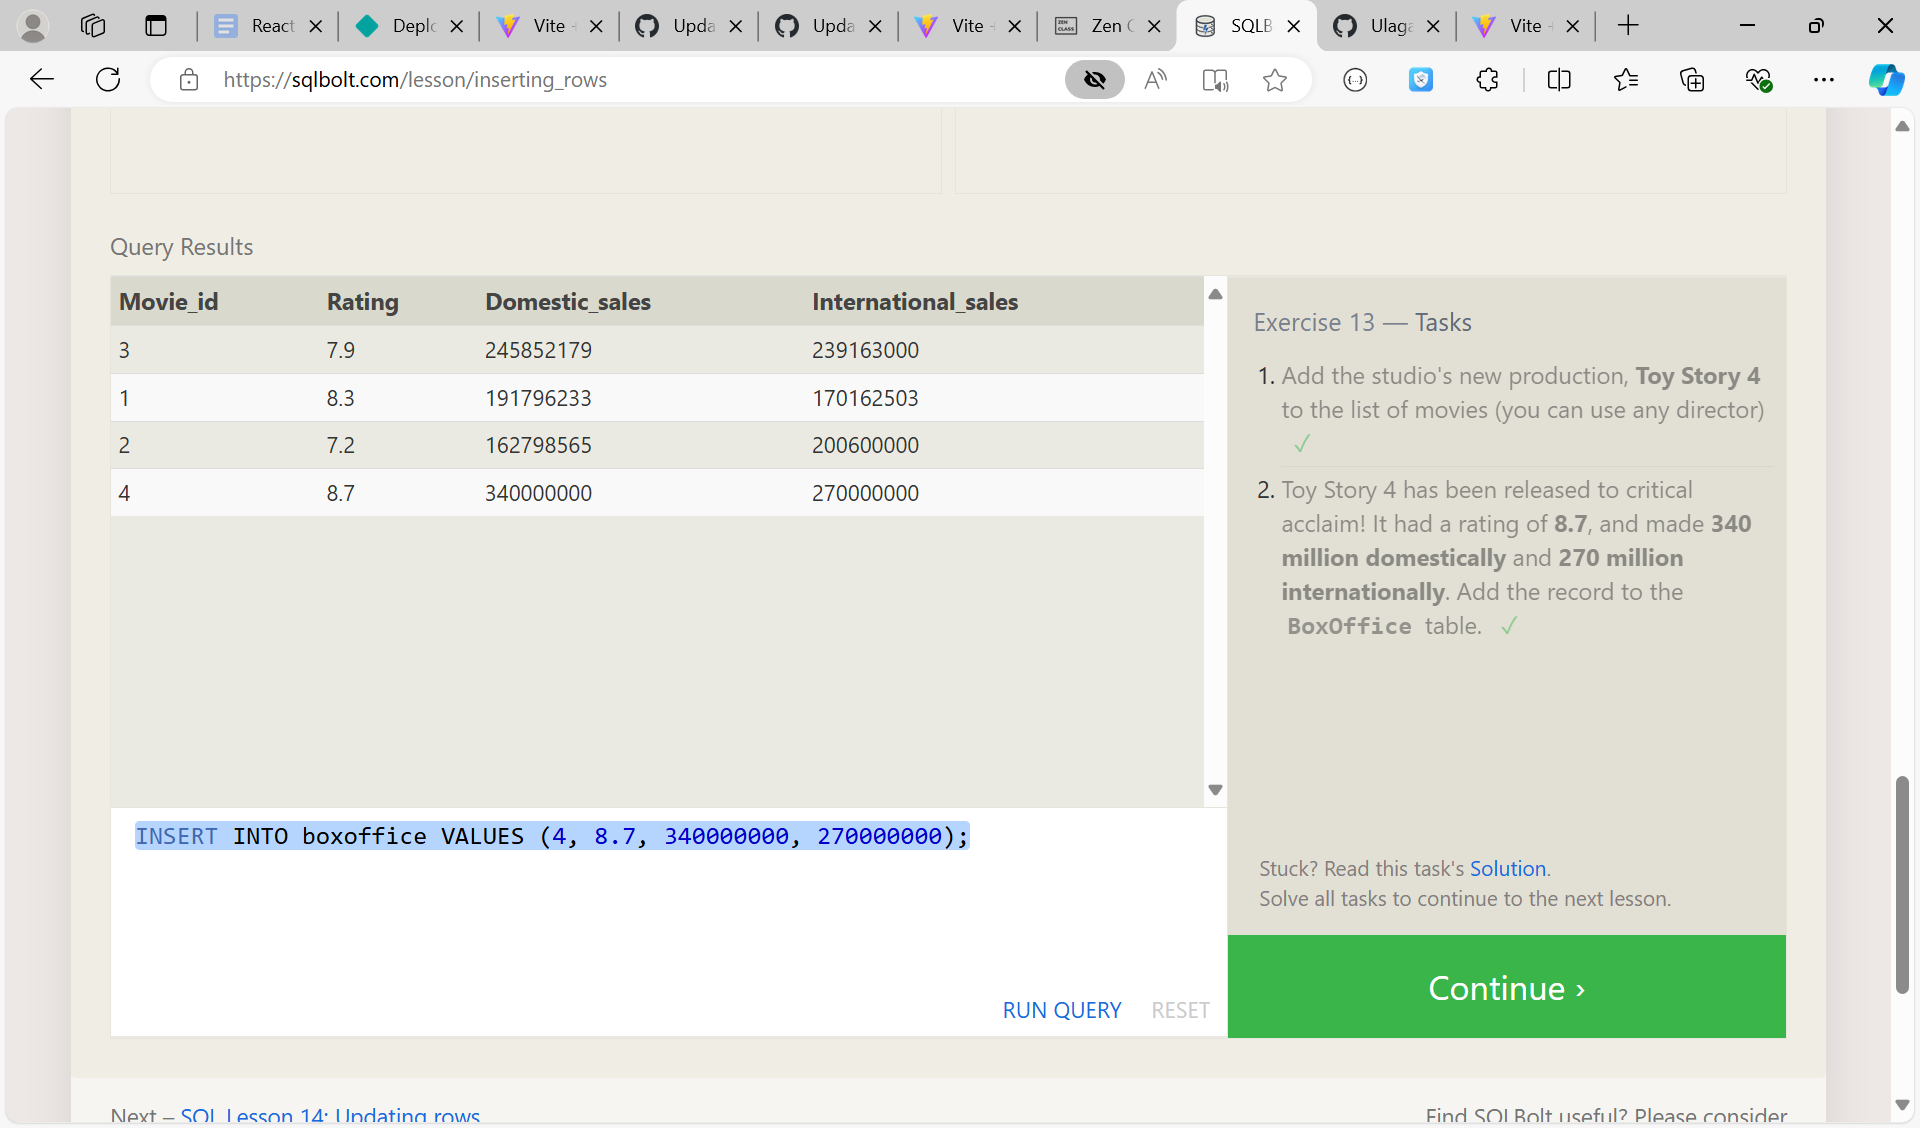 React
Deplo
Vite
Upda
Upda
Vite
Zen C
SQLB
Ulaga
Vite
https://sqlbolt.com/lesson/inserting_rows
Query Results
Movie_id Rating Domestic_sales International_sales
3 7.9 245852179 239163000
1 8.3 191796233 170162503
2 7.2 162798565 200600000
4 8.7 340000000 270000000
Exercise 13 — Tasks
1. Add the studio's new production, Toy Story 4
to the list of movies (you can use any director)
✓
2. Toy Story 4 has been released to critical
acclaim! It had a rating of 8.7, and made 340
million domestically and 270 million
internationally. Add the record to the
BoxOffice table. ✓
INSERT INTO boxoffice VALUES (4, 8.7, 340000000, 270000000);
RUN QUERY RESET
Stuck? Read this task's Solution.
Solve all tasks to continue to the next lesson.
Continue ›
Next – SQL Lesson 14: Updating rows
Find SQLBolt useful? Please consider